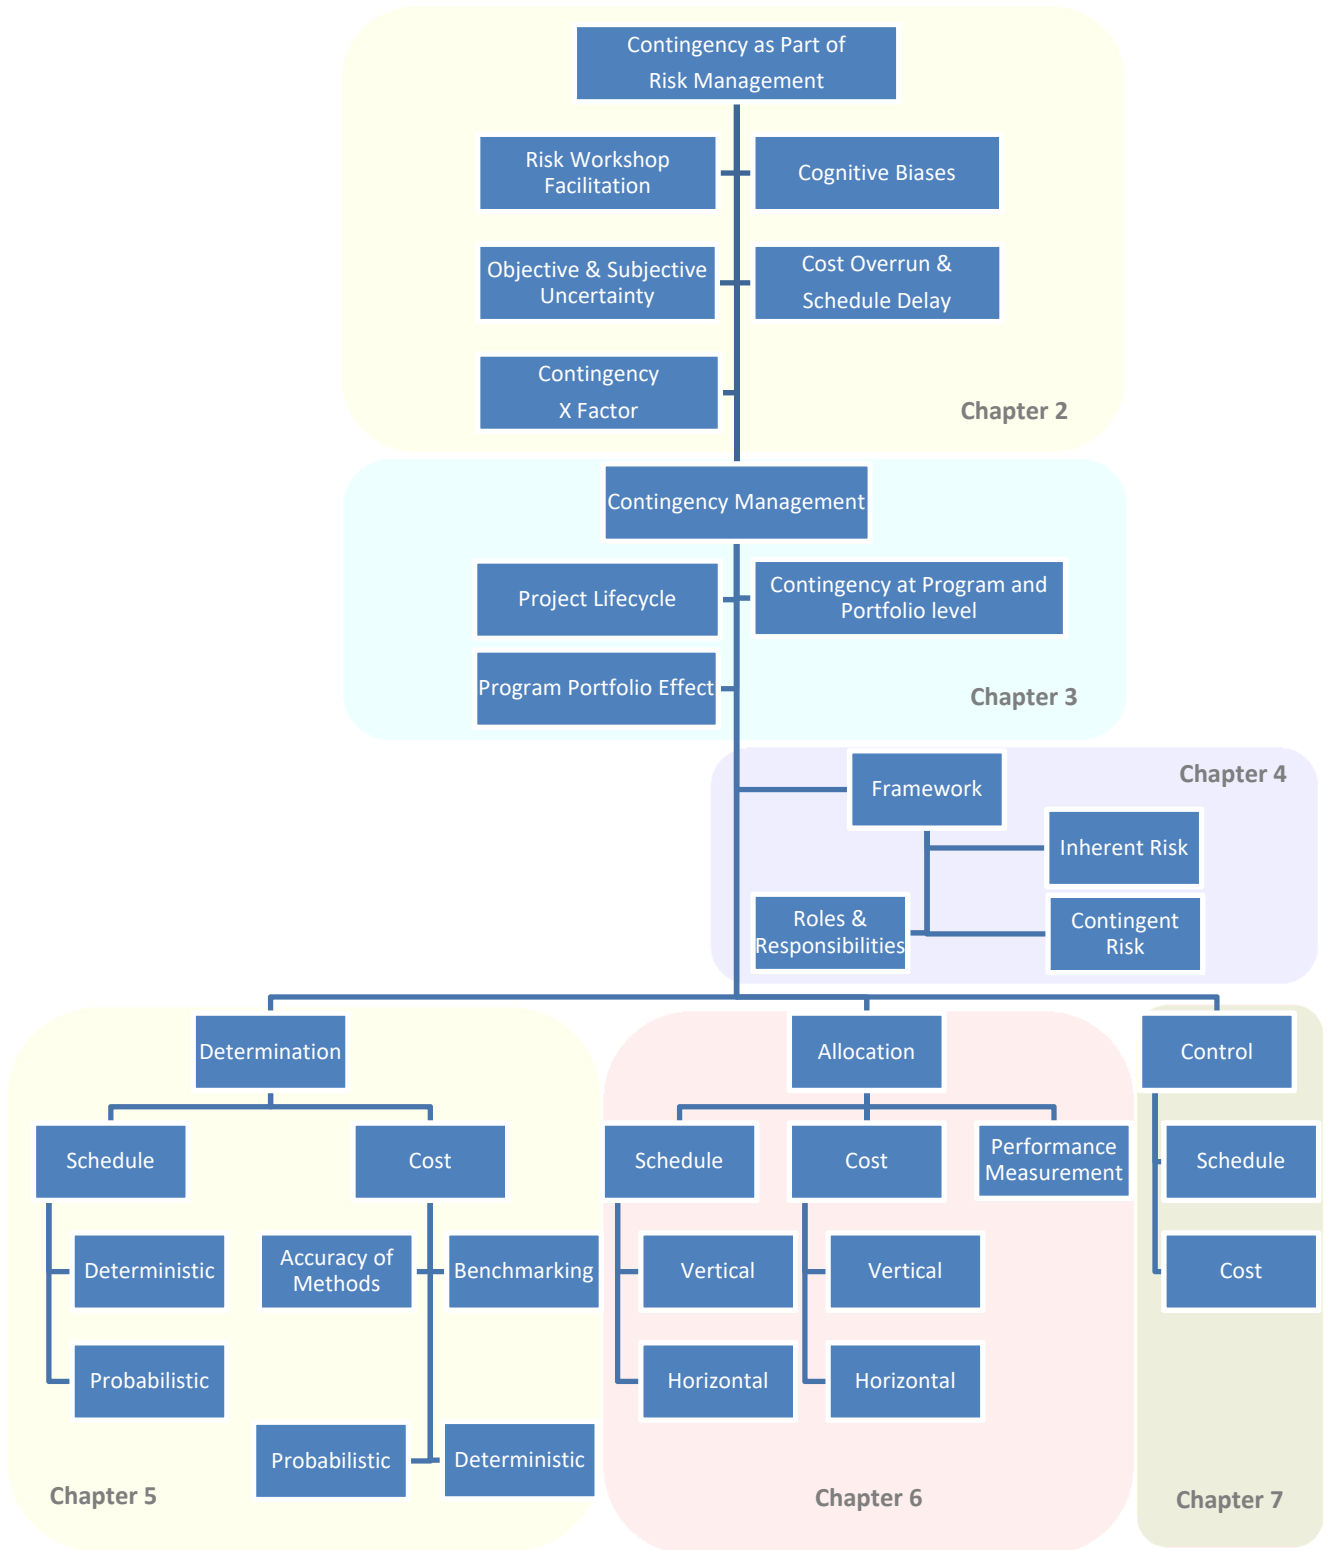 Contingency as Part of
Risk Management
Risk Workshop
Facilitation
Cognitive Biases
Objective & Subjective
Uncertainty
Cost Overrun &
Schedule Delay
Contingency
X Factor
Chapter 2
Contingency Management
Project Lifecycle
Contingency at Program and
Portfolio level
Program Portfolio Effect
Chapter 3
Framework
Chapter 4
Inherent Risk
Roles &
Responsibilities
Contingent
Risk
Determination
Allocation
Control
Schedule
Cost
Schedule
Cost
Performance
Measurement
Schedule
Deterministic
Accuracy of
Methods
Benchmarking
Vertical
Vertical
Cost
Probabilistic
Horizontal
Horizontal
Probabilistic
Deterministic
Chapter 5
Chapter 6
Chapter 7